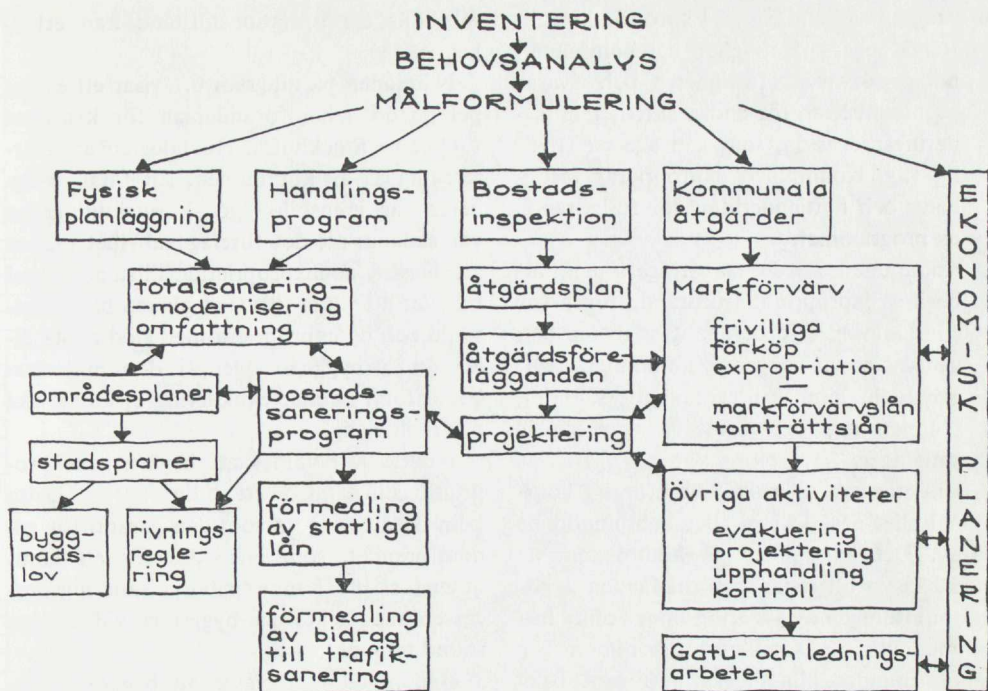 INVENTERING
BEHOVSANALYS
MÅLFORMULERING
Fysisk
planläggning
Handlings-
program
Bostads-
inspektion
Kommunala
åtgärder
totalsanering-
-modernisering
omfattning
åtgärdsplan
åtgärdsföre-
lägganden
projektering
Markförvärv
frivilliga
förköp
expropriation
markförvärvslån
tomträttslån
områdesplaner
bostads-
sanerings-
program
stadsplaner
bygg-
nads-
lov
rivnings-
regle-
ring
förmedling
av statliga
lån
förmedling
av bidrag
till trafik-
sanering
Övriga aktiviteter
evakuering
projektering
upphandling
kontroll
Gatu- och lednings-
arbeten
EKONOMISK PLANERING